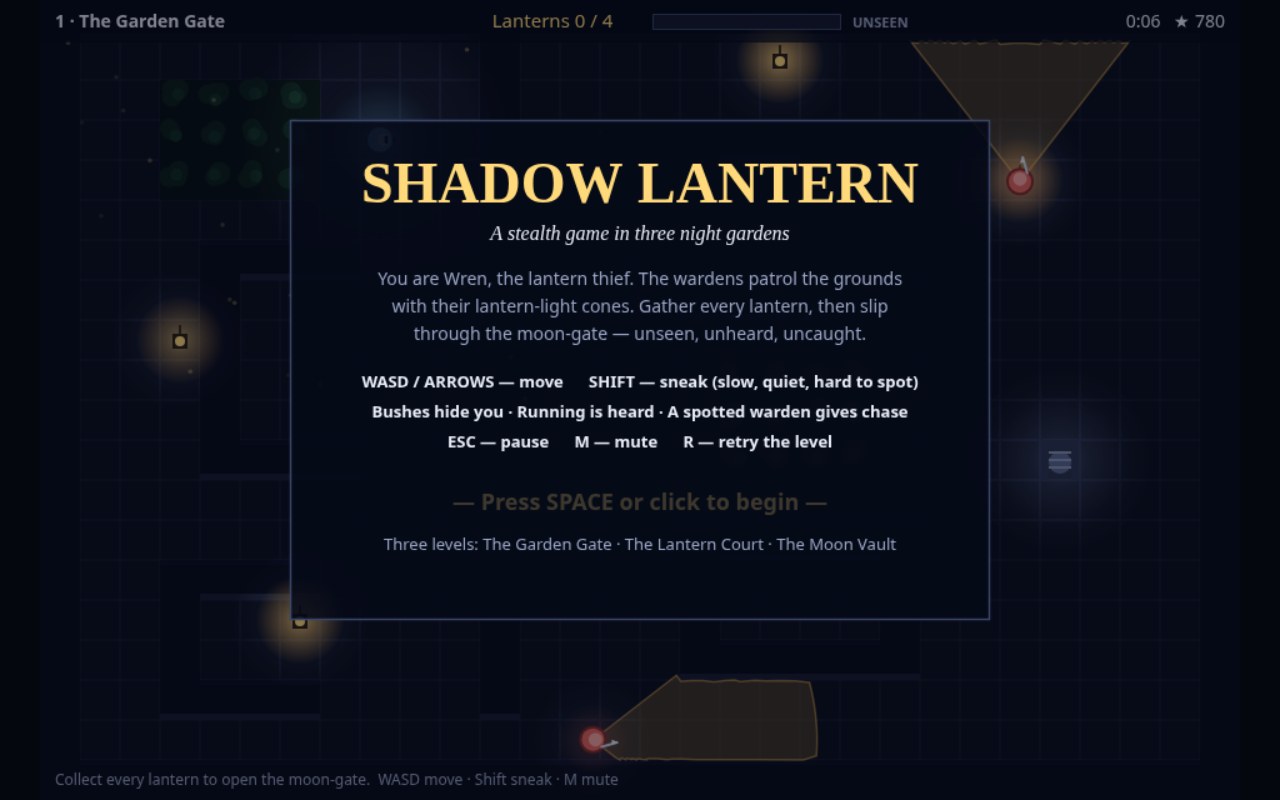 1 · The Garden Gate
Lanterns 0 / 4
UNSEEN
0:06 ★ 780
SHADOW LANTERN
A stealth game in three night gardens
You are Wren, the lantern thief. The wardens patrol the grounds
with their lantern-light cones. Gather every lantern, then slip
through the moon-gate — unseen, unheard, uncaught.
WASD / ARROWS — move SHIFT — sneak (slow, quiet, hard to spot)
Bushes hide you · Running is heard · A spotted warden gives chase
ESC — pause M — mute R — retry the level
— Press SPACE or click to begin —
Three levels: The Garden Gate · The Lantern Court · The Moon Vault
Collect every lantern to open the moon-gate. WASD move · Shift sneak · M mute